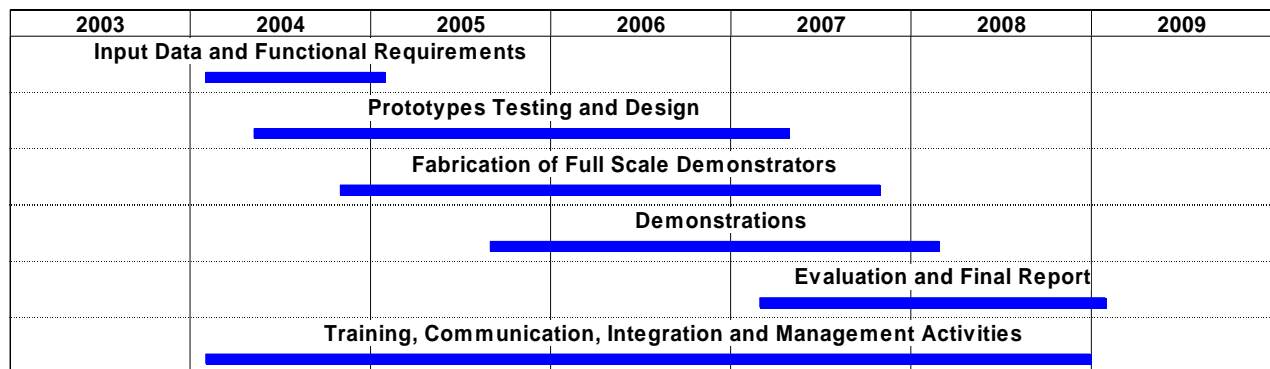 2003 2004 2005 2006 2007 2008 2009
Input Data and Functional Requirements
Prototypes Testing and Design
Fabrication of Full Scale Demonstrators
Demonstrations
Evaluation and Final Report
Training, Communication, Integration and Management Activities